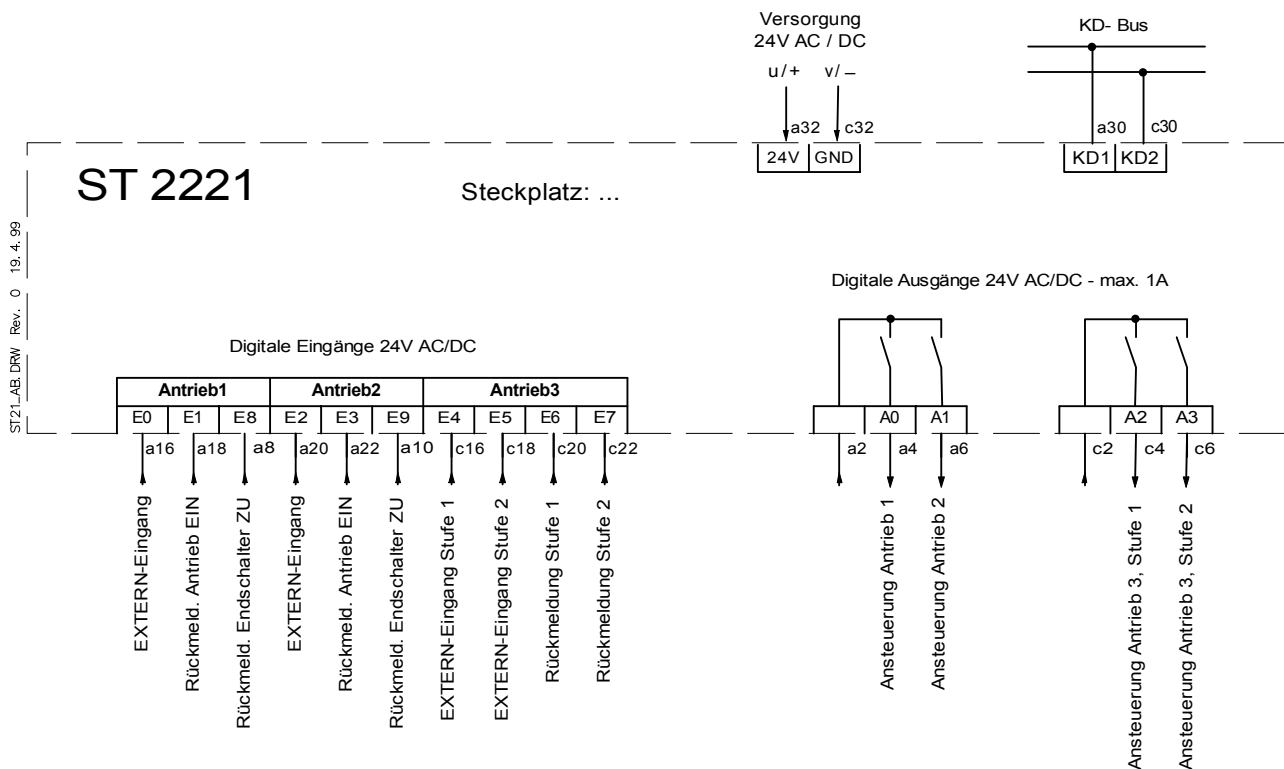 Versorgung
24V AC / DC
u/+ v/–
KD- Bus
a32 c32
a30 c30
24V GND
KD1 KD2
ST 2221
Steckplatz: ...
ST21_AB.DRW Rev. 0 19.4.99
Digitale Ausgänge 24V AC/DC - max. 1A
Digitale Eingänge 24V AC/DC
Antrieb1 Antrieb2 Antrieb3
E0 E1 E8 E2 E3 E9 E4 E5 E6 E7
A0 A1
A2 A3
a16 a18 a8 a20 a22 a10 c16 c18 c20 c22
a2 a4 a6
c2 c4 c6
EXTERN-Eingang
Rückmeld. Antrieb EIN
Rückmeld. Endschalter ZU
EXTERN-Eingang
Rückmeld. Antrieb EIN
Rückmeld. Endschalter ZU
EXTERN-Eingang Stufe 1
EXTERN-Eingang Stufe 2
Rückmeldung Stufe 1
Rückmeldung Stufe 2
Ansteuerung Antrieb 1
Ansteuerung Antrieb 2
Ansteuerung Antrieb 3, Stufe 1
Ansteuerung Antrieb 3, Stufe 2